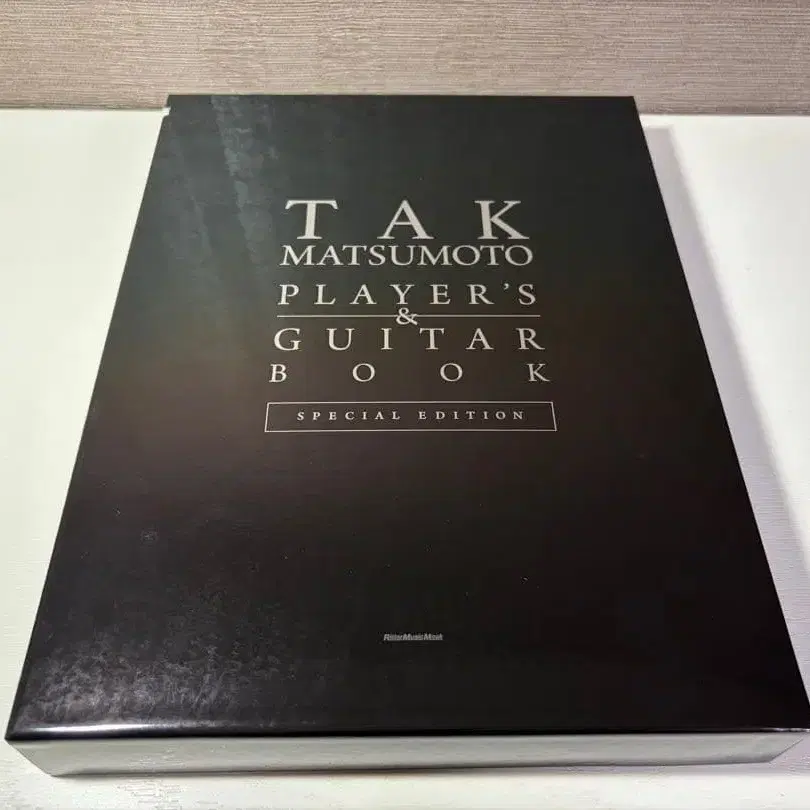 TAK
MATSUMOTO
PLAYER'S
&
GUITAR
BOOK
SPECIAL EDITION
RittorMusicMook